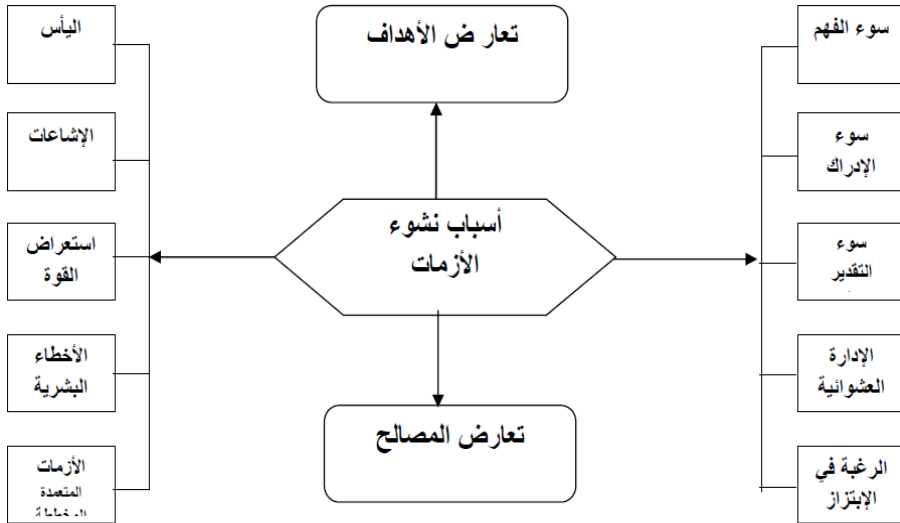 تعار ض الأهداف
سوء الفهم
سوء
الإدراك
سوء
التقدير
الإدارة
العشوائية
الرغبة في
الإبتزاز
أسباب نشوء
الأزمات
اليأس
الإشاعات
استعراض
القوة
الأخطاء
البشرية
الأزمات
المتعمدة
المخططة
تعارض المصالح